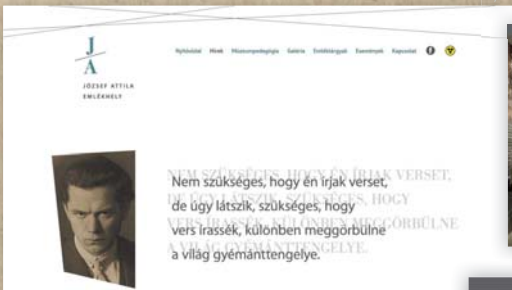 J
A
JÓZSEF ATTILA
EMLÉKHELY
Nyitóoldal Hírek Múzeumpedagógia Galéria Emléktárgyak Események Kapcsolat f
Nem szükséges, hogy én írjak verset,
de úgy látszik, szükséges, hogy
vers írassék, különben meggörbülne
a világ gyémánttengelye.
NEM SZÜKSÉGES, HOGY ÉN ÍRJAK VERSET,
DE ÚGY LÁTSZIK, SZÜKSÉGES, HOGY
VERS ÍRASSÉK, KÜLÖNBEN MEGGÖRBÜLNE
A VILÁG GYÉMÁNTTENGELYE.